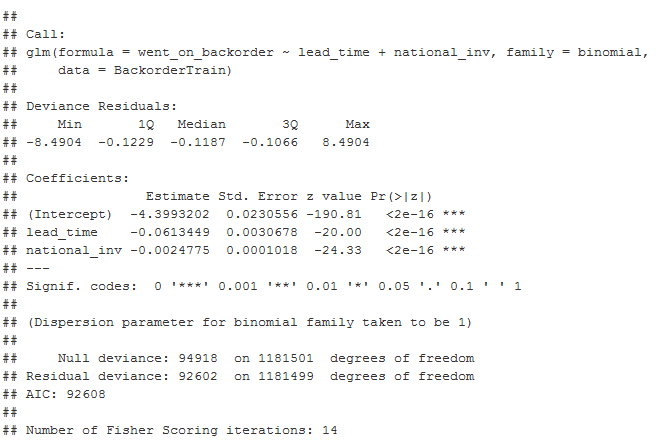 ##
## Call:
## glm(formula = went_on_backorder ~ lead_time + national_inv, family = binomial,
##     data = BackorderTrain)
##
## Deviance Residuals:
##     Min       1Q   Median       3Q      Max
## -8.4904  -0.1229  -0.1187  -0.1066   8.4904
##
## Coefficients:
##                Estimate Std. Error z value Pr(>|z|)
## (Intercept)  -4.3993202  0.0230556 -190.81   <2e-16 ***
## lead_time    -0.0613449  0.0030678  -20.00   <2e-16 ***
## national_inv -0.0024775  0.0001018  -24.33   <2e-16 ***
## ---
## Signif. codes:  0 '***' 0.001 '**' 0.01 '*' 0.05 '.' 0.1 ' ' 1
##
## (Dispersion parameter for binomial family taken to be 1)
##
##     Null deviance: 94918  on 1181501  degrees of freedom
## Residual deviance: 92602  on 1181499  degrees of freedom
## AIC: 92608
##
## Number of Fisher Scoring iterations: 14